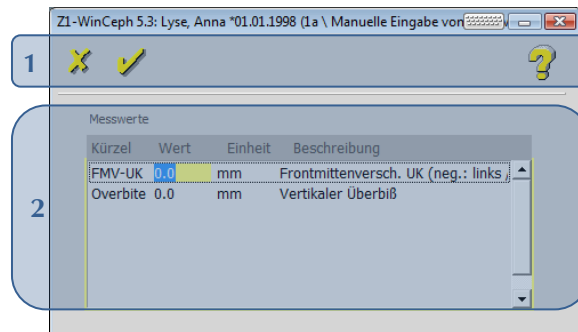 Z1-WinCeph 5.3: Lyse, Anna *01.01.1998 (1a \ Manuelle Eingabe von
1
2
Messwerte
Kürzel Wert Einheit Beschreibung
FMV-UK 0.0 mm Frontmittenversch. UK (neg.: links
Overbite 0.0 mm Vertikaler Überbiß